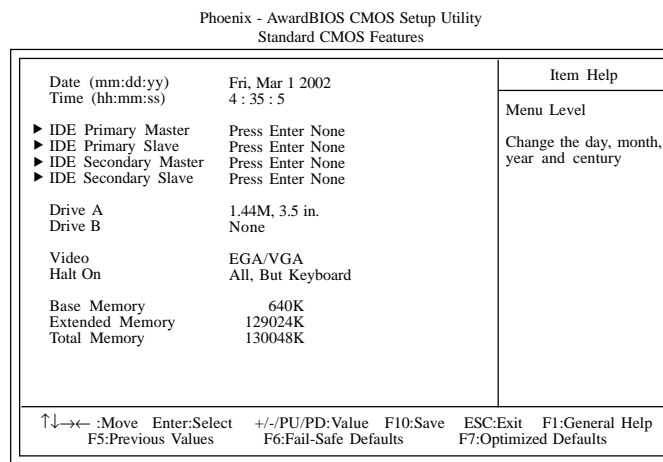 Phoenix - AwardBIOS CMOS Setup Utility
Standard CMOS Features
Date (mm:dd:yy) Fri, Mar 1 2002
Time (hh:mm:ss) 4 : 35 : 5
▶ IDE Primary Master Press Enter None
▶ IDE Primary Slave Press Enter None
▶ IDE Secondary Master Press Enter None
▶ IDE Secondary Slave Press Enter None
Drive A 1.44M, 3.5 in.
Drive B None
Video EGA/VGA
Halt On All, But Keyboard
Base Memory 640K
Extended Memory 129024K
Total Memory 130048K
Item Help
Menu Level
Change the day, month,
year and century
↑↓→← :Move Enter:Select +/-/PU/PD:Value F10:Save ESC:Exit F1:General Help
F5:Previous Values F6:Fail-Safe Defaults F7:Optimized Defaults